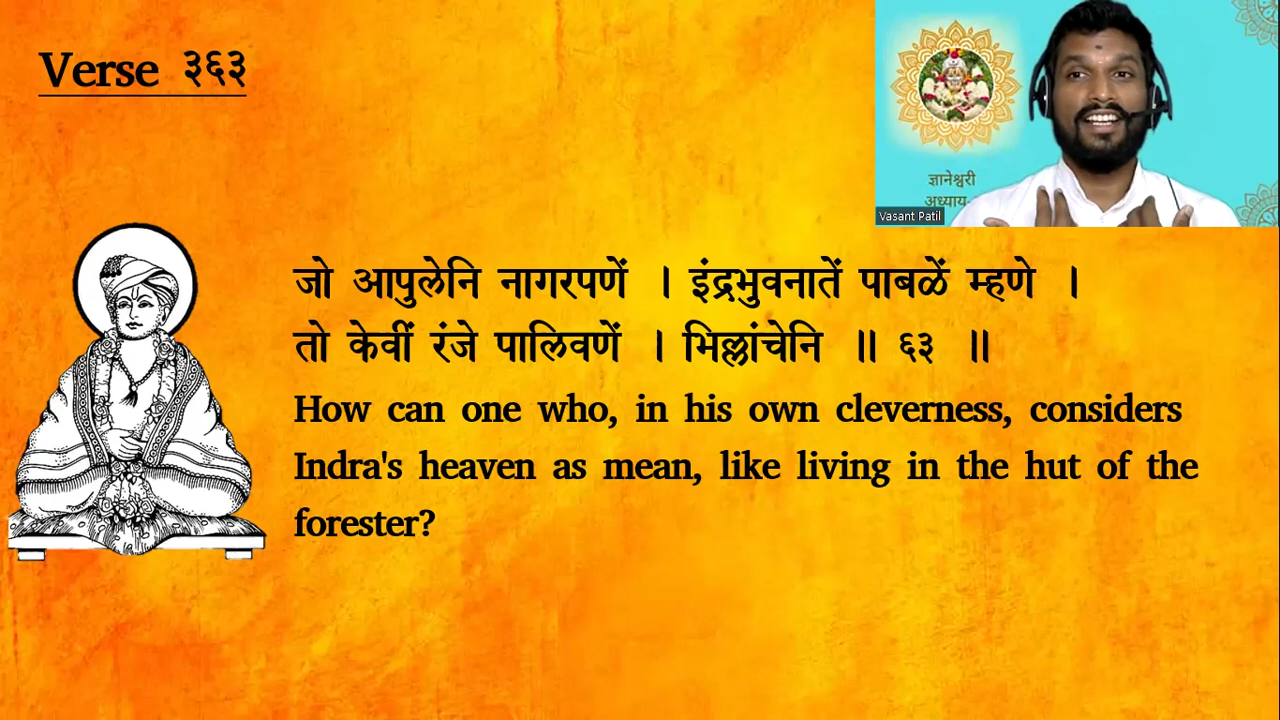 Verse ३६३
ज्ञानेश्वरी
अध्याय
Vasant Patil
जो आपुलेनि नागरपणें । इंद्रभुवनातें पाबळें म्हणे ।
तो केवीं रंजे पालिवणें । भिल्लांचेनि ॥ ६३ ॥
How can one who, in his own cleverness, considers
Indra's heaven as mean, like living in the hut of the
forester?